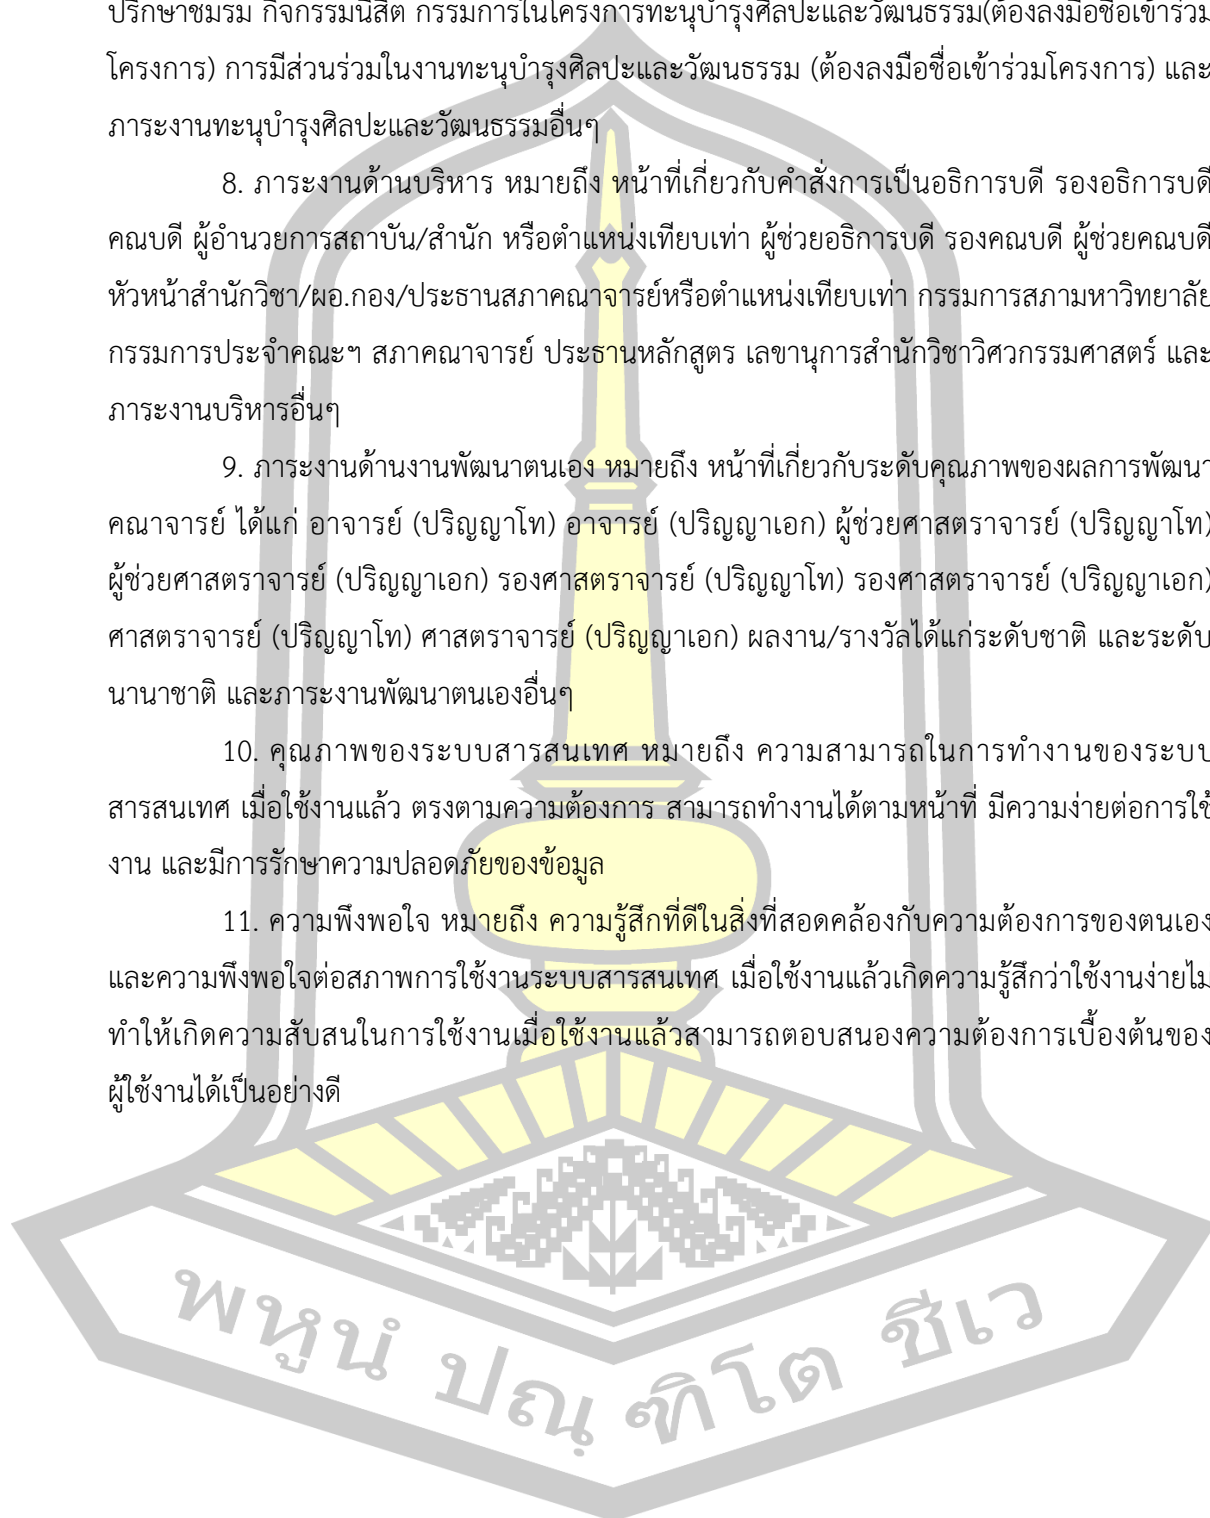 ปรึกษาชมรม กิจกรรมนิสิต กรรมการในโครงการทะนุบำรุงศิลปะและวัฒนธรรม(ต้องลงมือชื่อเข้าร่วม
โครงการ) การมีส่วนร่วมในงานทะนุบำรุงศิลปะและวัฒนธรรม (ต้องลงมือชื่อเข้าร่วมโครงการ) และ
ภาระงานทะนุบำรุงศิลปะและวัฒนธรรมอื่นๆ
8. ภาระงานด้านบริหาร หมายถึง หน้าที่เกี่ยวกับคำสั่งการเป็นอธิการบดี รองอธิการบดี
คณบดี ผู้อำนวยการสถาบัน/สำนัก หรือตำแหน่งเทียบเท่า ผู้ช่วยอธิการบดี รองคณบดี ผู้ช่วยคณบดี
หัวหน้าสำนักวิชา/ผอ.กอง/ประธานสภาคณาจารย์หรือตำแหน่งเทียบเท่า กรรมการสภามหาวิทยาลัย
กรรมการประจำคณะฯ สภาคณาจารย์ ประธานหลักสูตร เลขานุการสำนักวิชาวิศวกรรมศาสตร์ และ
ภาระงานบริหารอื่นๆ
9. ภาระงานด้านงานพัฒนาตนเอง หมายถึง หน้าที่เกี่ยวกับระดับคุณภาพของผลการพัฒนา
คณาจารย์ ได้แก่ อาจารย์ (ปริญญาโท) อาจารย์ (ปริญญาเอก) ผู้ช่วยศาสตราจารย์ (ปริญญาโท)
ผู้ช่วยศาสตราจารย์ (ปริญญาเอก) รองศาสตราจารย์ (ปริญญาโท) รองศาสตราจารย์ (ปริญญาเอก)
ศาสตราจารย์ (ปริญญาโท) ศาสตราจารย์ (ปริญญาเอก) ผลงาน/รางวัลได้แก่ระดับชาติ และระดับ
นานาชาติ และภาระงานพัฒนาตนเองอื่นๆ
10. คุณภาพของระบบสารสนเทศ หมายถึง ความสามารถในการทำงานของระบบ
สารสนเทศ เมื่อใช้งานแล้ว ตรงตามความต้องการ สามารถทำงานได้ตามหน้าที่ มีความง่ายต่อการใช้
งาน และมีการรักษาความปลอดภัยของข้อมูล
11. ความพึงพอใจ หมายถึง ความรู้สึกที่ดีในสิ่งที่สอดคล้องกับความต้องการของตนเอง
และความพึงพอใจต่อสภาพการใช้งานระบบสารสนเทศ เมื่อใช้งานแล้วเกิดความรู้สึกว่าใช้งานง่ายไม่
ทำให้เกิดความสับสนในการใช้งานเมื่อใช้งานแล้วสามารถตอบสนองความต้องการเบื้องต้นของ
ผู้ใช้งานได้เป็นอย่างดี
พหูนํ ปณฺฑิโต ชีเว